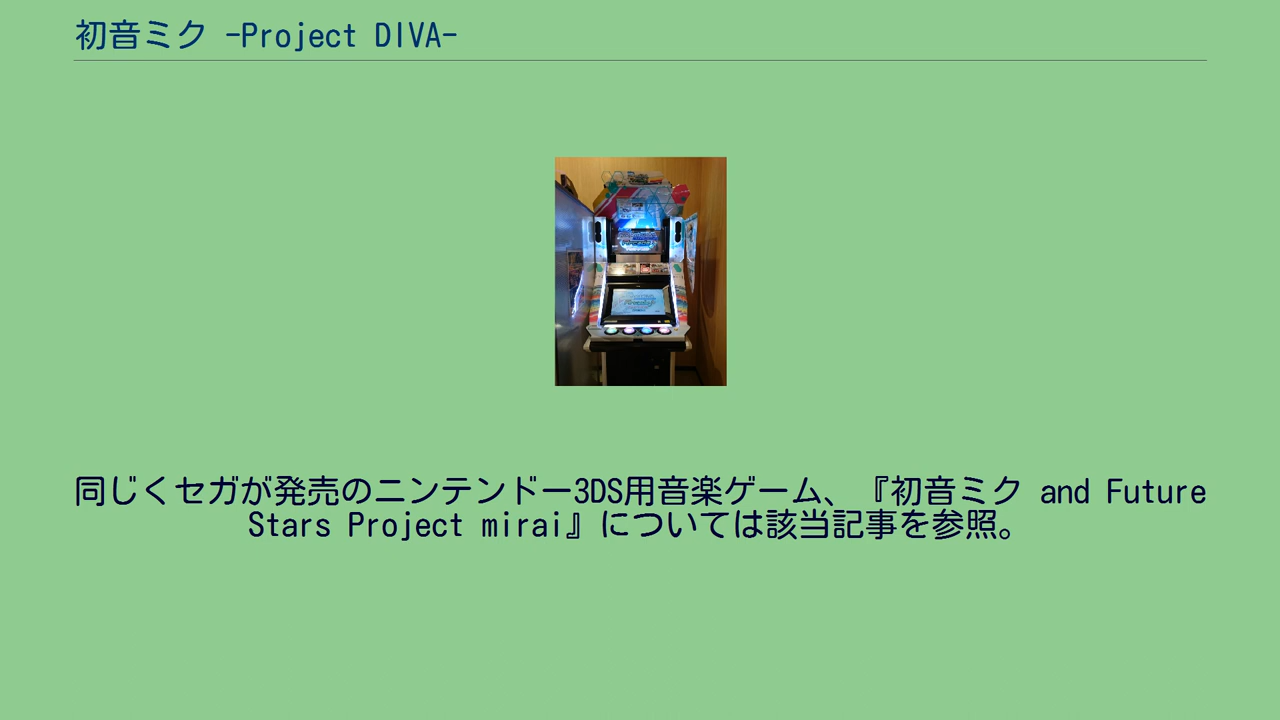 初音ミク -Project DIVA-
同じくセガが発売のニンテンドー3DS用音楽ゲーム、『初音ミク and Future
Stars Project mirai』については該当記事を参照。